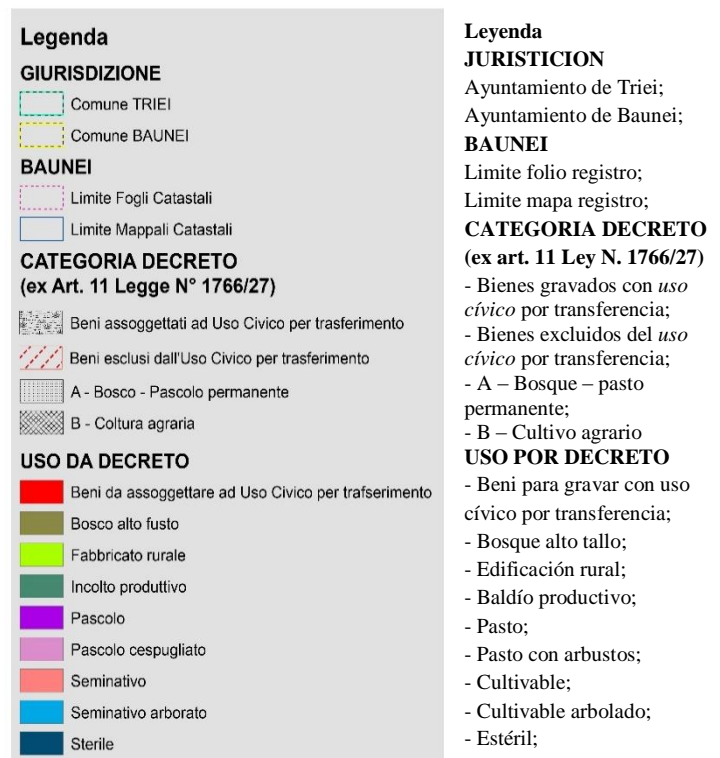 Legenda
GIURISDIZIONE
Comune TRIEI
Comune BAUNEI
BAUNEI
Limite Fogli Catastali
Limite Mappali Catastali
CATEGORIA DECRETO
(ex Art. 11 Legge N° 1766/27)
Beni assoggettati ad Uso Civico per trasferimento
Beni esclusi dall'Uso Civico per trasferimento
A - Bosco - Pascolo permanente
B - Coltura agraria
USO DA DECRETO
Beni da assoggettare ad Uso Civico per trafserimento
Bosco alto fusto
Fabbricato rurale
Incolto produttivo
Pascolo
Pascolo cespugliato
Seminativo
Seminativo arborato
Sterile
Leyenda
JURISTICION
Ayuntamiento de Triei;
Ayuntamiento de Baunei;
BAUNEI
Limite folio registro;
Limite mapa registro;
CATEGORIA DECRETO
(ex art. 11 Ley N. 1766/27)
- Bienes gravados con uso
cívico por transferencia;
- Bienes excluidos del uso
cívico por transferencia;
- A – Bosque – pasto
permanente;
- B – Cultivo agrario
USO POR DECRETO
- Beni para gravar con uso
cívico por transferencia;
- Bosque alto tallo;
- Edificación rural;
- Baldío productivo;
- Pasto;
- Pasto con arbustos;
- Cultivable;
- Cultivable arbolado;
- Estéril;